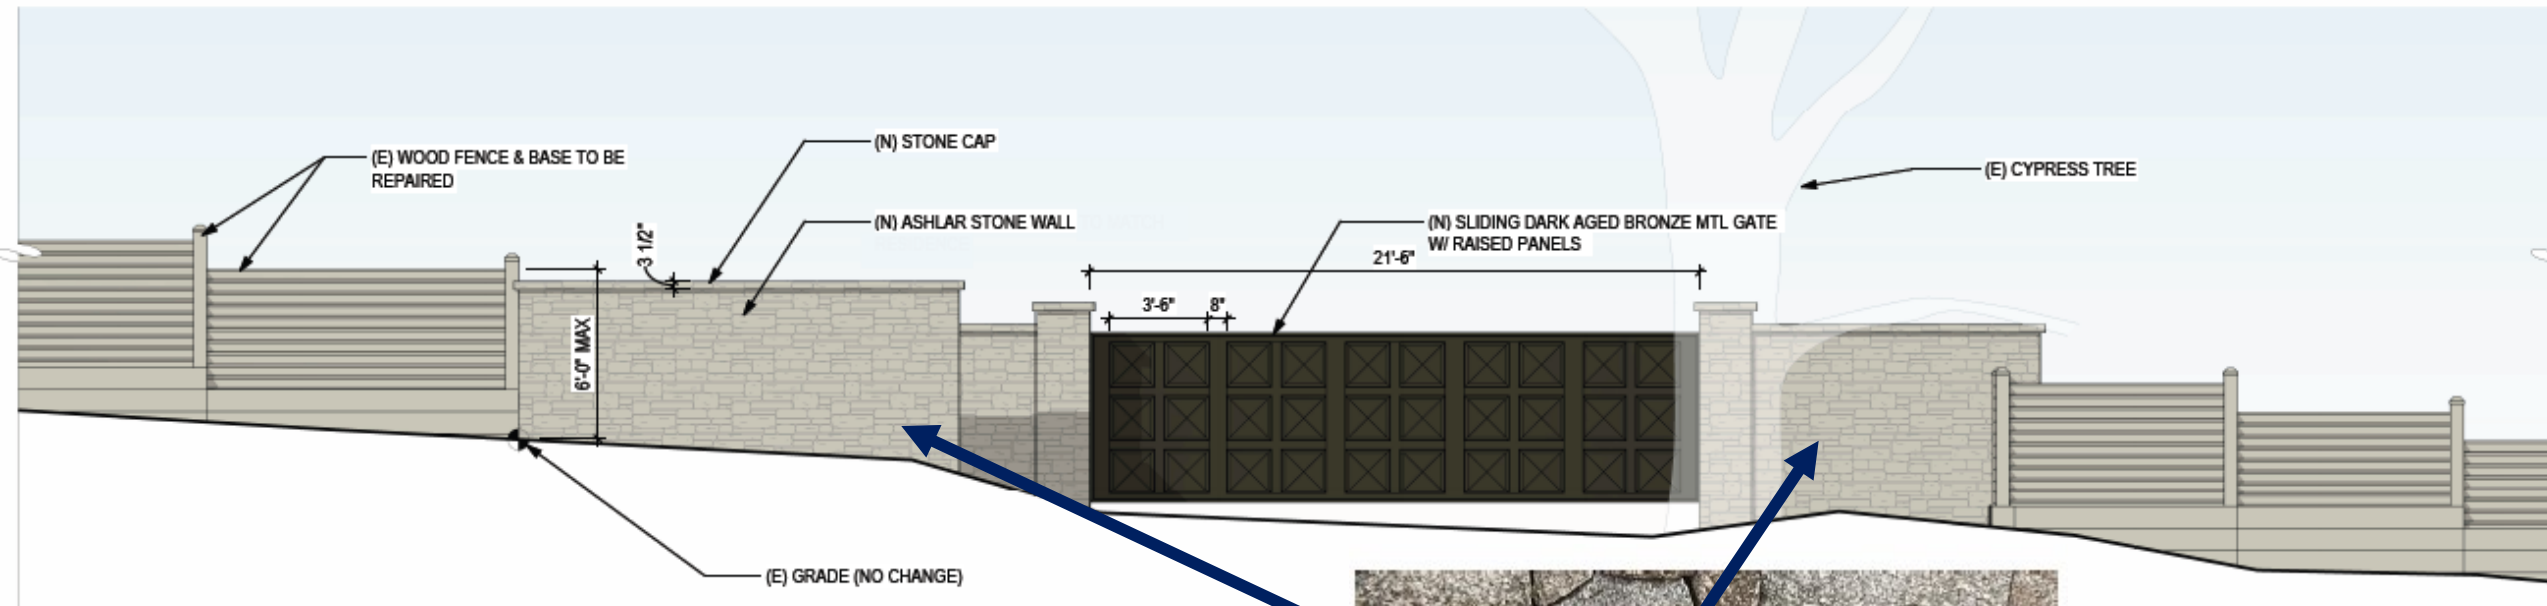 (E) WOOD FENCE & BASE TO BE
REPAIRED
(N) STONE CAP
(N) ASHLAR STONE WALL
3 1/2"
6'-0" MAX
(N) SLIDING DARK AGED BRONZE MTL GATE
W/ RAISED PANELS
21'-6"
3'-6"
8"
(E) CYPRESS TREE
(E) GRADE (NO CHANGE)